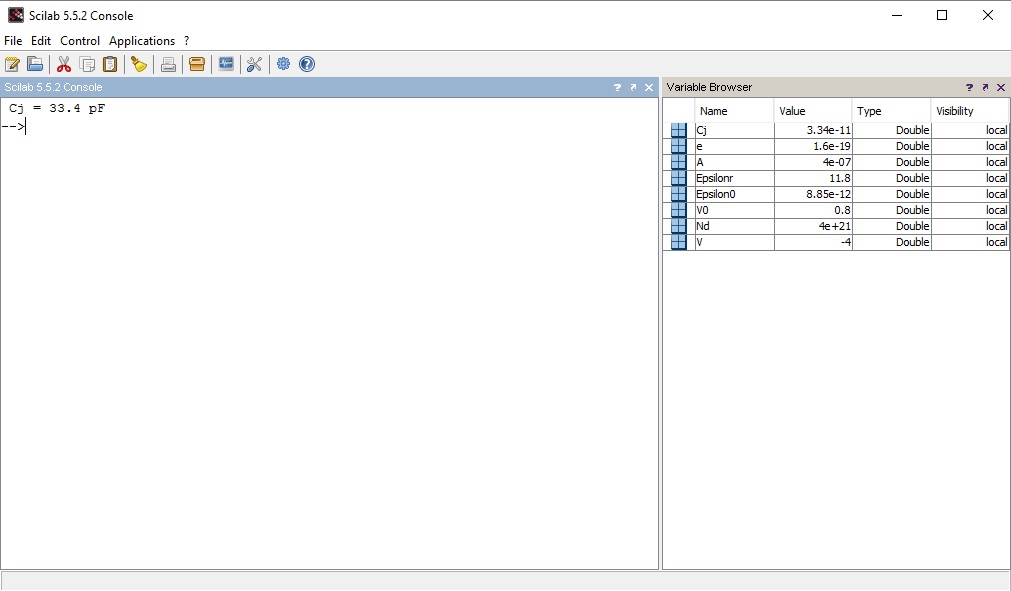 Scilab 5.5.2 Console
File Edit Control Applications ?
Scilab 5.5.2 Console ?
Cj = 33.4 pF
-->
Variable Browser ?
Name Value Type Visibility
Cj 3.34e-11 Double local
e 1.6e-19 Double local
A 4e-07 Double local
Epsilonr 11.8 Double local
Epsilon0 8.85e-12 Double local
V0 0.8 Double local
Nd 4e+21 Double local
V -4 Double local